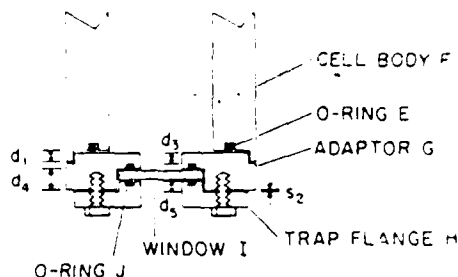 CELL BODY F
O-RING E
ADAPTOR G
d1
d3
d4
d5
s2
TRAP FLANGE H
WINDOW I
O-RING J